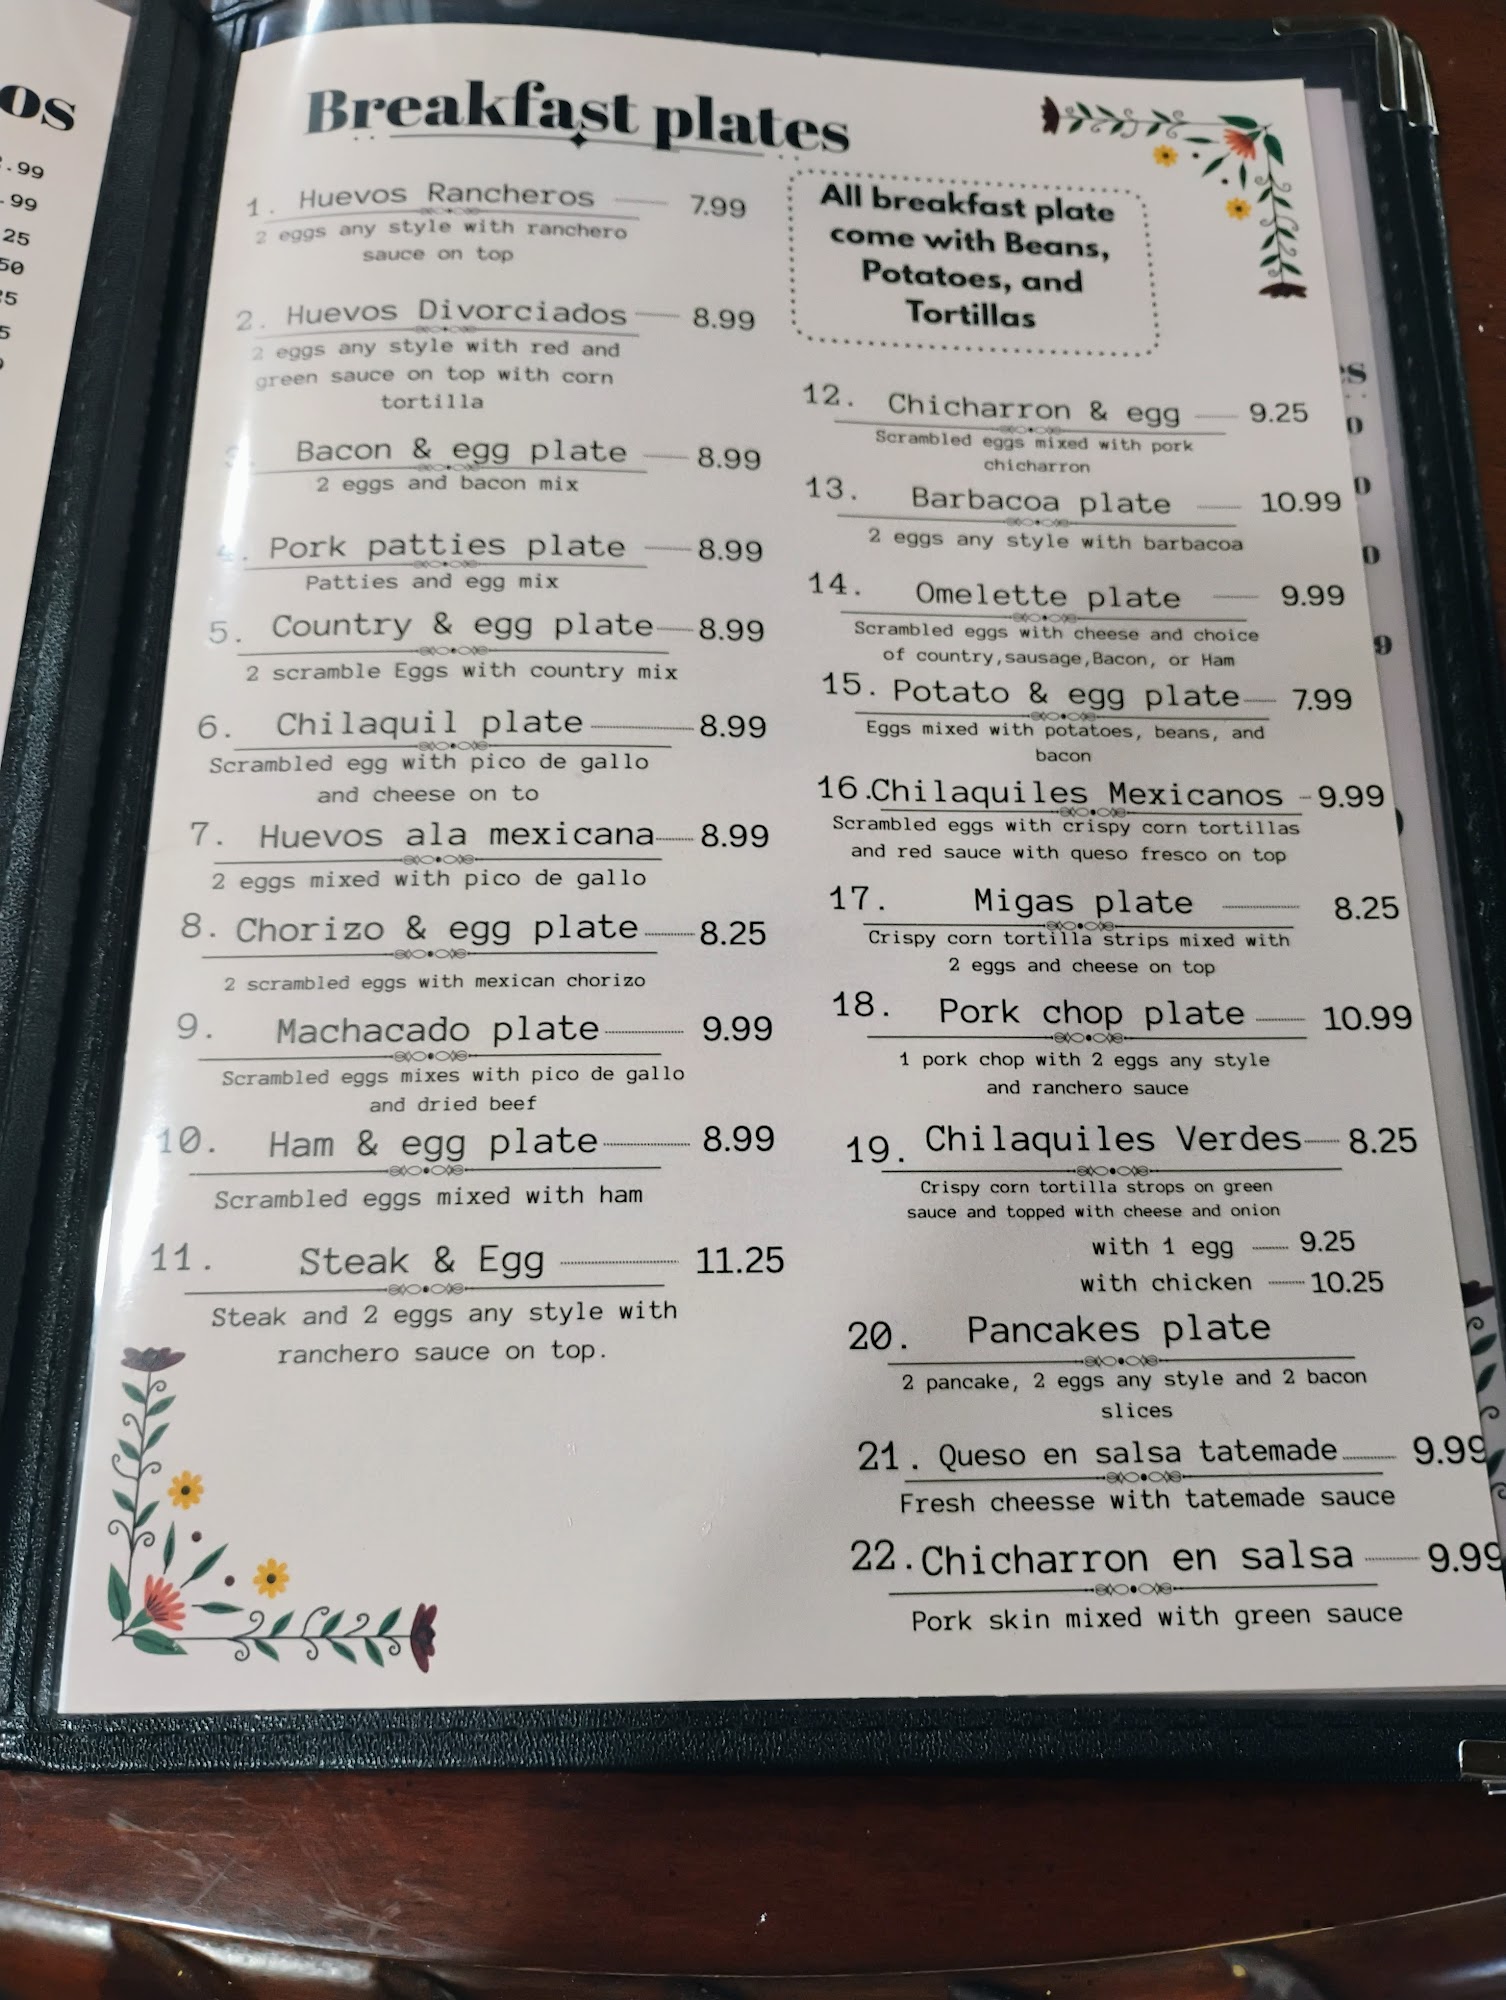 os
.99
.99
25
50
5
5
Breakfast plates
1. Huevos Rancheros 7.99
2 eggs any style with ranchero
sauce on top
2. Huevos Divorciados 8.99
2 eggs any style with red and
green sauce on top with corn
tortilla
3. Bacon & egg plate 8.99
2 eggs and bacon mix
4. Pork patties plate 8.99
Patties and egg mix
5. Country & egg plate 8.99
2 scramble Eggs with country mix
6. Chilaquil plate 8.99
Scrambled egg with pico de gallo
and cheese on to
7. Huevos ala mexicana 8.99
2 eggs mixed with pico de gallo
8. Chorizo & egg plate 8.25
2 scrambled eggs with mexican chorizo
9. Machacado plate 9.99
Scrambled eggs mixes with pico de gallo
and dried beef
10. Ham & egg plate 8.99
Scrambled eggs mixed with ham
11. Steak & Egg 11.25
Steak and 2 eggs any style with
ranchero sauce on top.
All breakfast plate
come with Beans,
Potatoes, and
Tortillas
12. Chicharron & egg 9.25
Scrambled eggs mixed with pork
chicharron
13. Barbacoa plate 10.99
2 eggs any style with barbacoa
14. Omelette plate 9.99
Scrambled eggs with cheese and choice
of country,sausage,Bacon, or Ham
15. Potato & egg plate 7.99
Eggs mixed with potatoes, beans, and
bacon
16.Chilaquiles Mexicanos 9.99
Scrambled eggs with crispy corn tortillas
and red sauce with queso fresco on top
17. Migas plate 8.25
Crispy corn tortilla strips mixed with
2 eggs and cheese on top
18. Pork chop plate 10.99
1 pork chop with 2 eggs any style
and ranchero sauce
19. Chilaquiles Verdes 8.25
Crispy corn tortilla strops on green
sauce and topped with cheese and onion
with 1 egg 9.25
with chicken 10.25
20. Pancakes plate
2 pancake, 2 eggs any style and 2 bacon
slices
21. Queso en salsa tatemade 9.99
Fresh cheesse with tatemade sauce
22.Chicharron en salsa 9.99
Pork skin mixed with green sauce